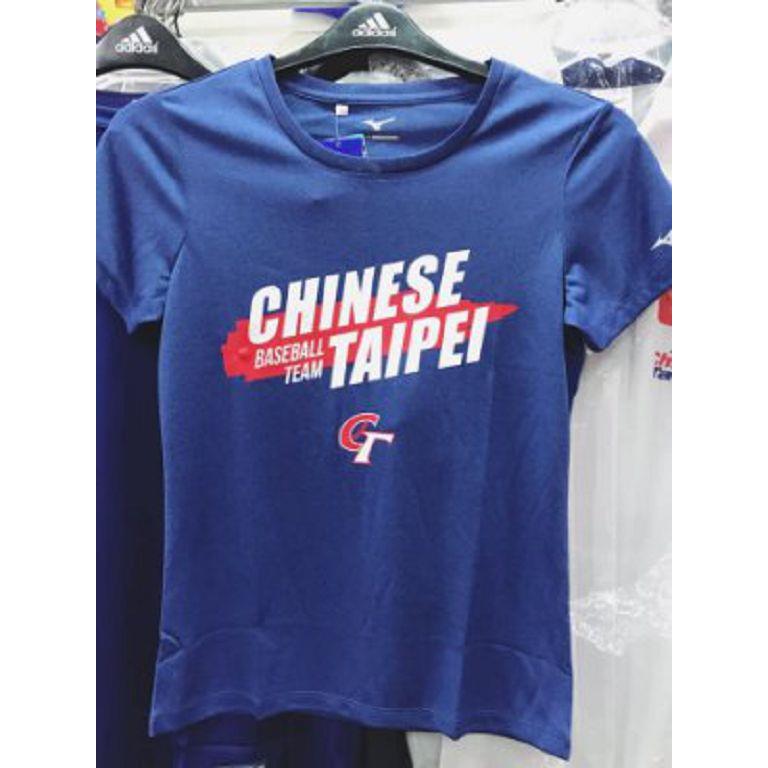 adidas
adidas
CHINESE
BASEBALL TAIPEI
TEAM
CT